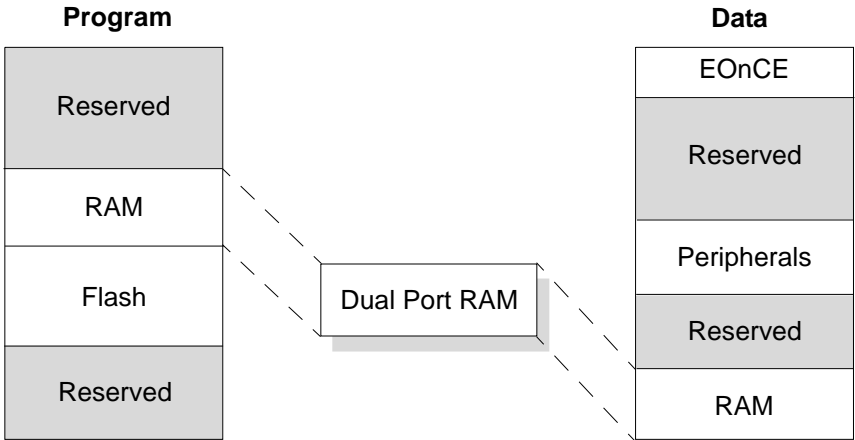 Program
Reserved
RAM
Flash
Reserved
Dual Port RAM
Data
EOnCE
Reserved
Peripherals
Reserved
RAM